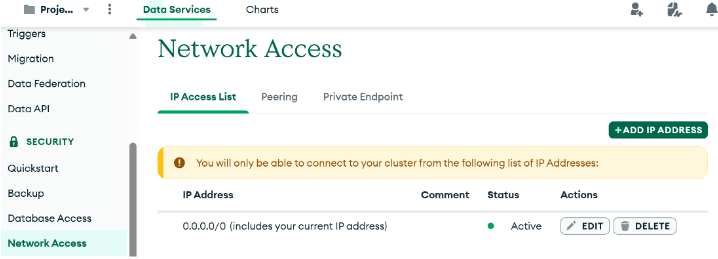 Proje... Data Services Charts
Triggers
Migration
Data Federation
Data API
SECURITY
Quickstart
Backup
Database Access
Network Access
Network Access
IP Access List Peering Private Endpoint
+ ADD IP ADDRESS
You will only be able to connect to your cluster from the following list of IP Addresses:
IP Address Comment Status Actions
0.0.0.0/0 (includes your current IP address) Active EDIT DELETE